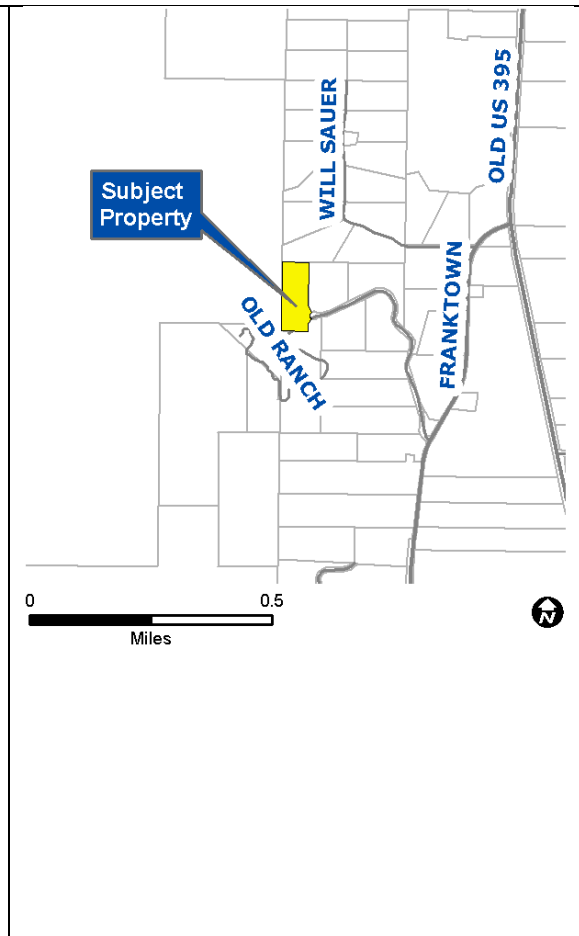 OLD US 395
WILL SAUER
Subject
Property
FRANKTOWN
OLD RANCH
0 0.5
Miles
N